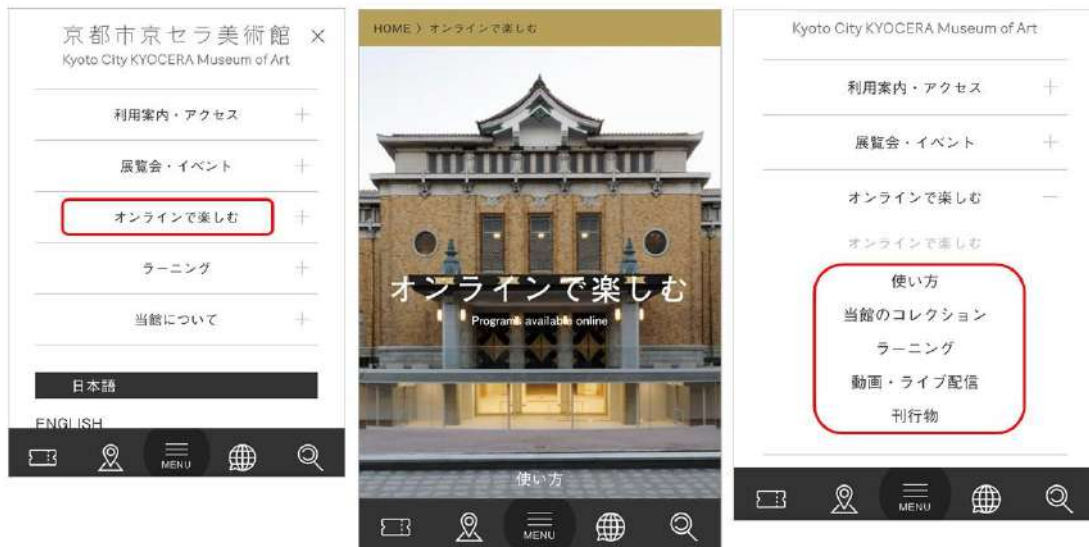 京都市京セラ美術館 ×
Kyoto City KYOCERA Museum of Art
利用案内・アクセス +
展覧会・イベント +
オンラインで楽しむ +
ラーニング +
当館について +
日本語
ENGLISH
MENU
HOME 〉 オンラインで楽しむ
オンラインで楽しむ
Programs available online
使い方
MENU
Kyoto City KYOCERA Museum of Art
利用案内・アクセス +
展覧会・イベント +
オンラインで楽しむ —
オンラインで楽しむ
使い方
当館のコレクション
ラーニング
動画・ライブ配信
刊行物
MENU